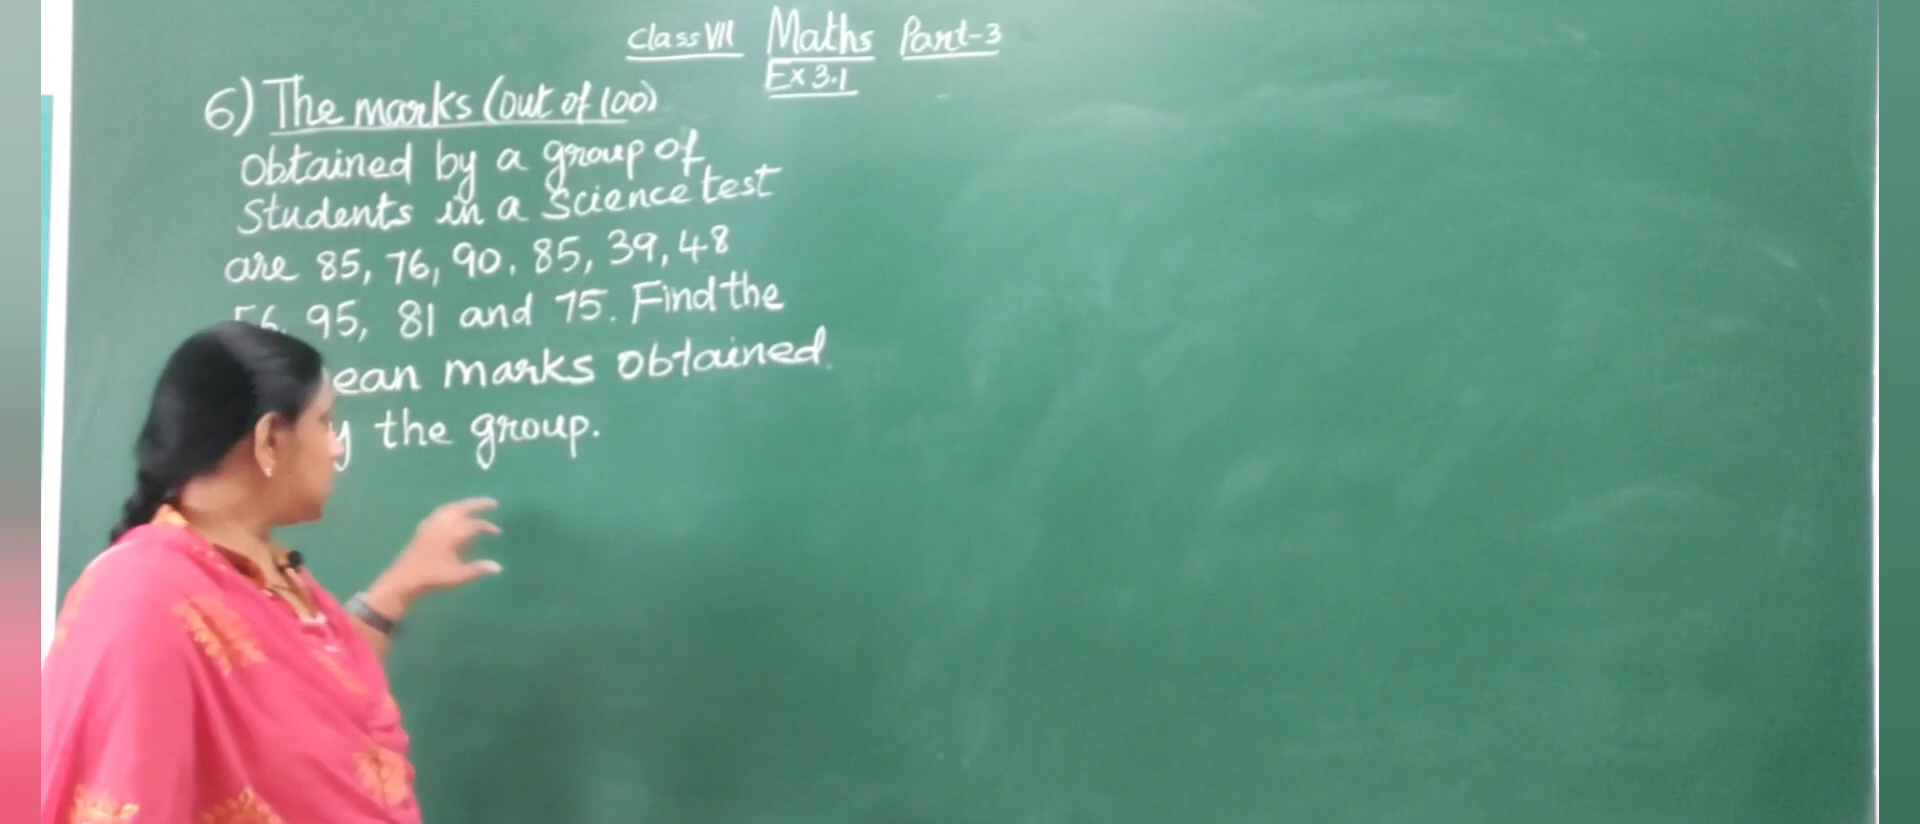 Class VII Maths Part-3
Ex 3.1
6) The marks (out of 100)
obtained by a group of
Students in a Science test
are 85, 76, 90, 85, 39, 48
56, 95, 81 and 75. Find the
ean marks obtained.
y the group.